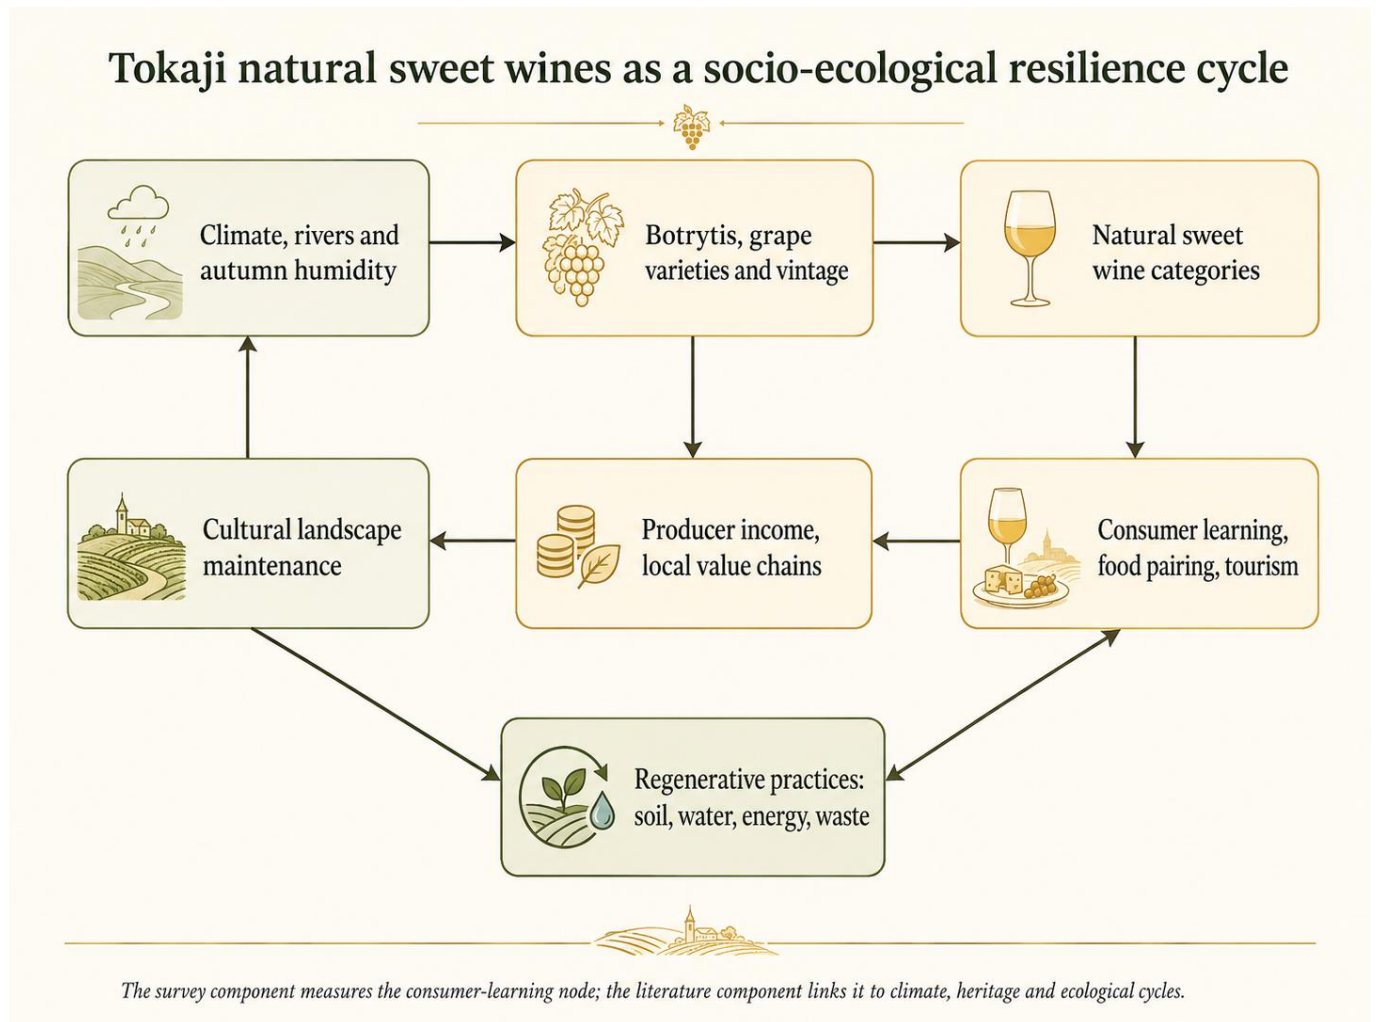 Tokaji natural sweet wines as a socio-ecological resilience cycle
Climate, rivers and
autumn humidity
Botrytis, grape
varieties and vintage
Natural sweet
wine categories
Cultural landscape
maintenance
Producer income,
local value chains
Consumer learning,
food pairing, tourism
Regenerative practices:
soil, water, energy, waste
The survey component measures the consumer-learning node; the literature component links it to climate, heritage and ecological cycles.